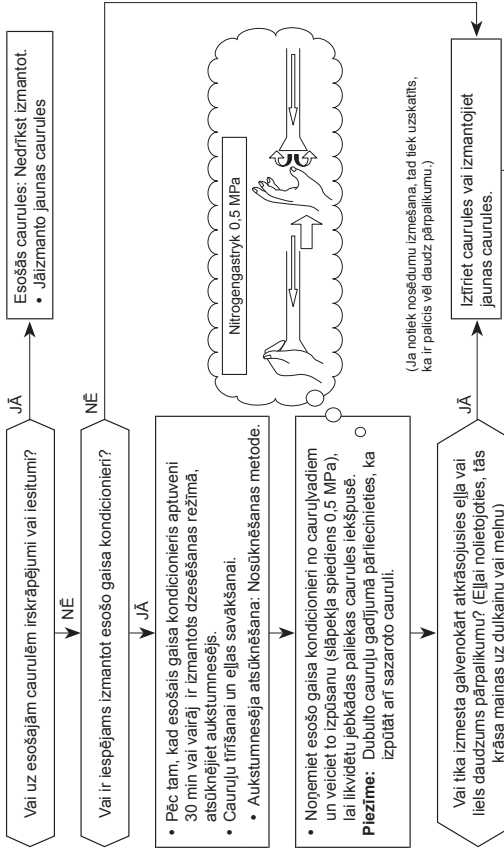 Vai uz esošajām caurulēm irskrāpējumi vai iesitumi?
JĀ
Esošās caurules: Nedrīkst izmantot.
• Jāizmanto jaunas caurules
NĒ
Vai ir iespējams izmantot esošo gaisa kondicionieri?
NĒ
JĀ
• Pēc tam, kad esošais gaisa kondicionieris aptuveni
30 min vai vairāj ir izmantots dzesēšanas režīmā,
atsūknējiet aukstumnesējs.
• Cauruļu tīrīšanai un eļļas savākšanai.
• Aukstumnesēja atsūknēšana: Nosūknēšanas metode.
Nitrogengastryk 0,5 MPa
• Noņemiet esošo gaisa kondicionieri no cauruļvadiem
un veiciet to izpūšanu (slāpekļa spiediens 0,5 MPa),
lai likvidētu jebkādas paliekas caurules iekšpusē.
Piezīme: Dubulto cauruļu gadījumā pārliecinieties, ka
izpūtāt arī sazaroto cauruli.
(Ja notiek nosēdumu izmešana, tad tiek uzskatīts,
ka ir palicis vēl daudz pārpalikumu.)
Vai tika izmesta galvenokārt atkrāsojusies eļļa vai
liels daudzums pārpalikumu? (Eļļai nolietojoties, tās
krāsa mainas uz duļkainu vai melnu)
JĀ
Iztīriet caurules vai izmantojiet
jaunas caurules.